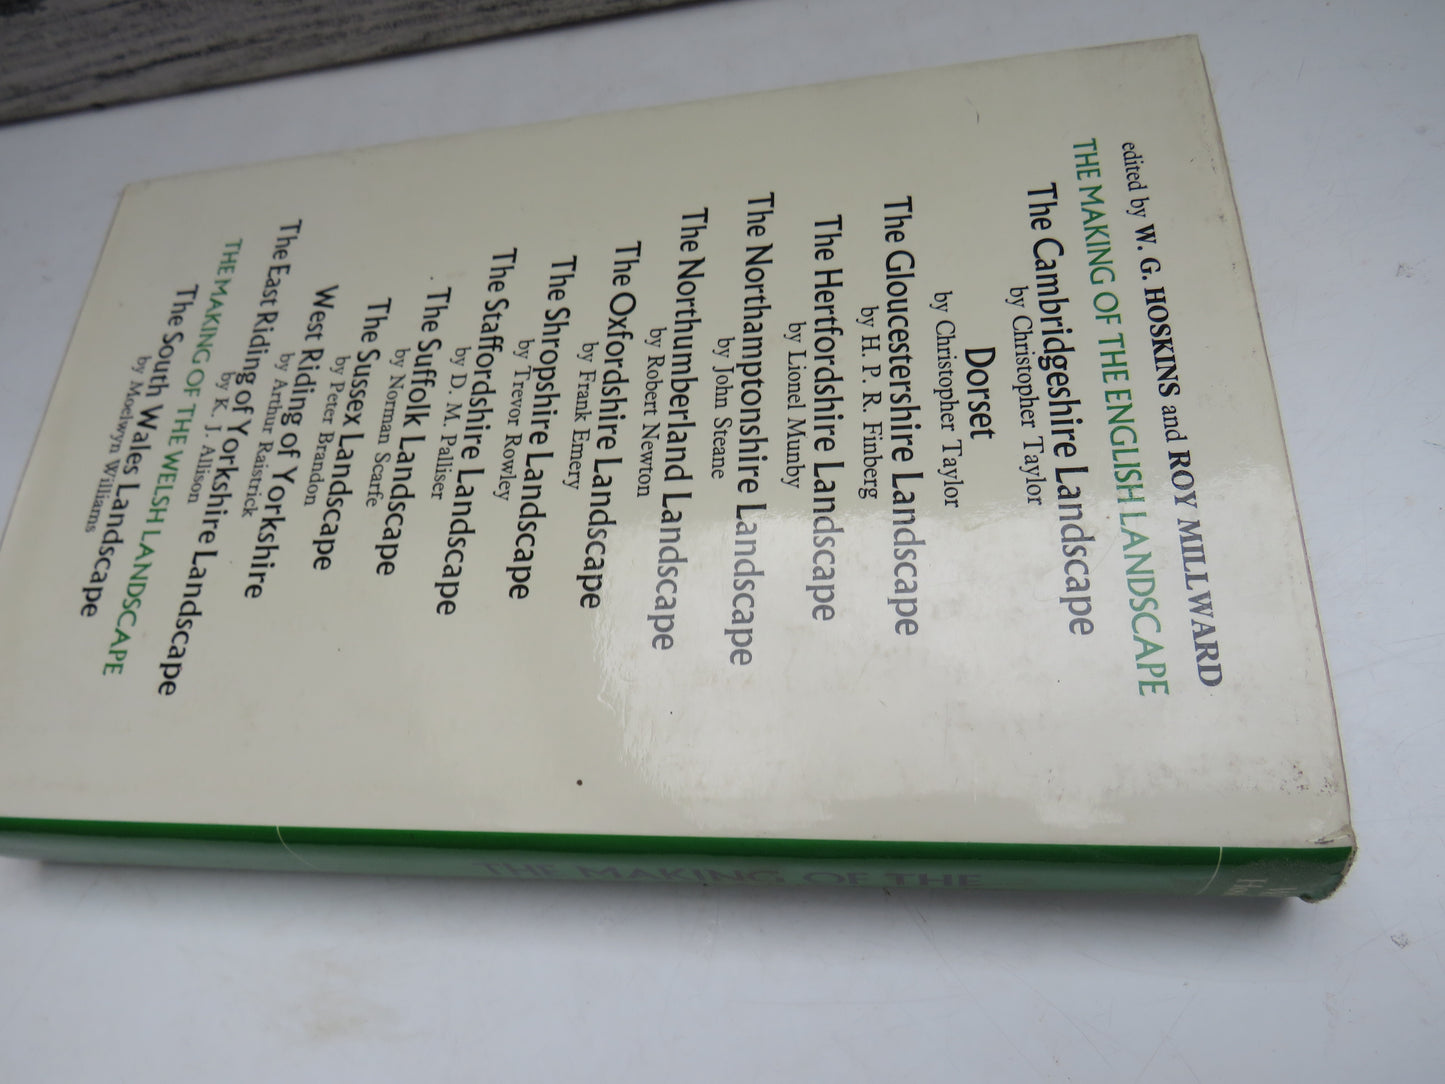 edited by W. G. HOSKINS and ROY MILLWARD
THE MAKING OF THE ENGLISH LANDSCAPE
The Cambridgeshire Landscape
by Christopher Taylor
Dorset
by Christopher Taylor
The Gloucestershire Landscape
by H. P. R. Finberg
The Hertfordshire Landscape
by Lionel Munby
The Northamptonshire Landscape
by John Steane
The Northumberland Landscape
by Robert Newton
The Oxfordshire Landscape
by Frank Emery
The Shropshire Landscape
by Trevor Rowley
The Staffordshire Landscape
by D. M. Palliser
The Suffolk Landscape
by Norman Scarfe
The Sussex Landscape
by Peter Brandon
West Riding of Yorkshire
by Arthur Raistrick
The East Riding of Yorkshire Landscape
by K. J. Allison
THE MAKING OF THE WELSH LANDSCAPE
The South Wales Landscape
by Moelwyn Williams
THE MAKING OF THE